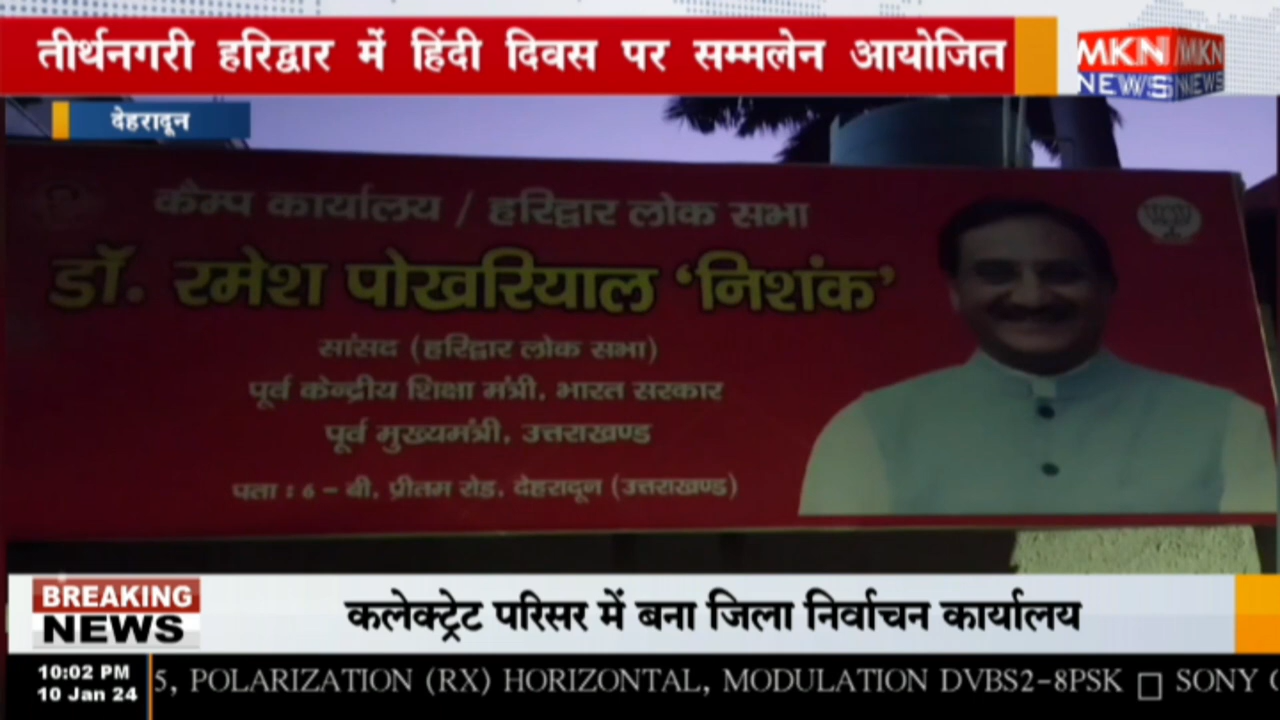 तीर्थनगरी हरिद्वार में हिंदी दिवस पर सम्मलेन आयोजित
MKN NEWS
MKN NEWS
देहरादून
कैम्प कार्यालय / हरिद्वार लोक सभा
डॉ. रमेश पोखरियाल ‘निशंक’
सांसद (हरिद्वार लोक सभा)
पूर्व केन्द्रीय शिक्षा मंत्री, भारत सरकार
पूर्व मुख्यमंत्री, उत्तराखण्ड
पता : 6 – बी, प्रीतम रोड, देहरादून (उत्तराखण्ड)
BREAKING NEWS
कलेक्ट्रेट परिसर में बना जिला निर्वाचन कार्यालय
10:02 PM
10 Jan 24
5, POLARIZATION (RX) HORIZONTAL, MODULATION DVBS2-8PSK □ SONY